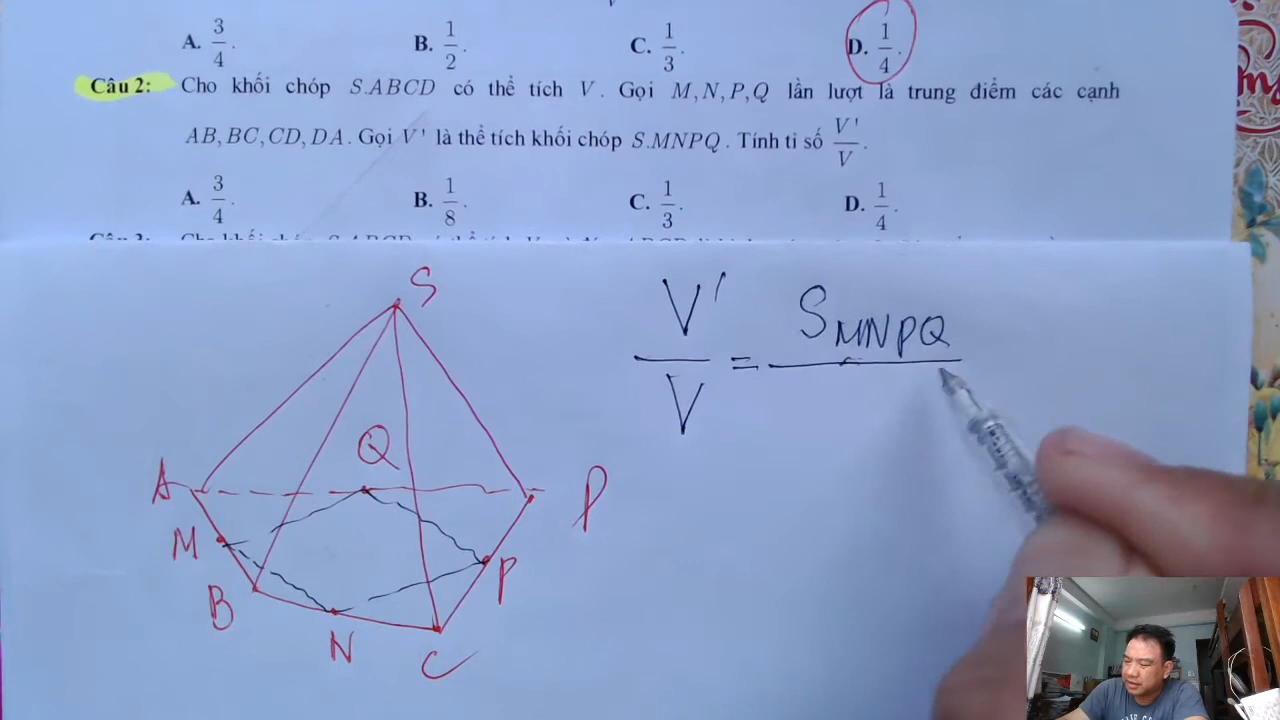 A. 3/4. B. 1/2. C. 1/3. D. 1/4.
Câu 2: Cho khối chóp S.ABCD có thể tích V. Gọi M,N,P,Q lần lượt là trung điểm các cạnh
AB,BC,CD,DA. Gọi V' là thể tích khối chóp S.MNPQ. Tính tỉ số V'/V.
A. 3/4. B. 1/8. C. 1/3. D. 1/4.
S
V'/V = S MNPQ
Q
A
P
M
P
B
N
C